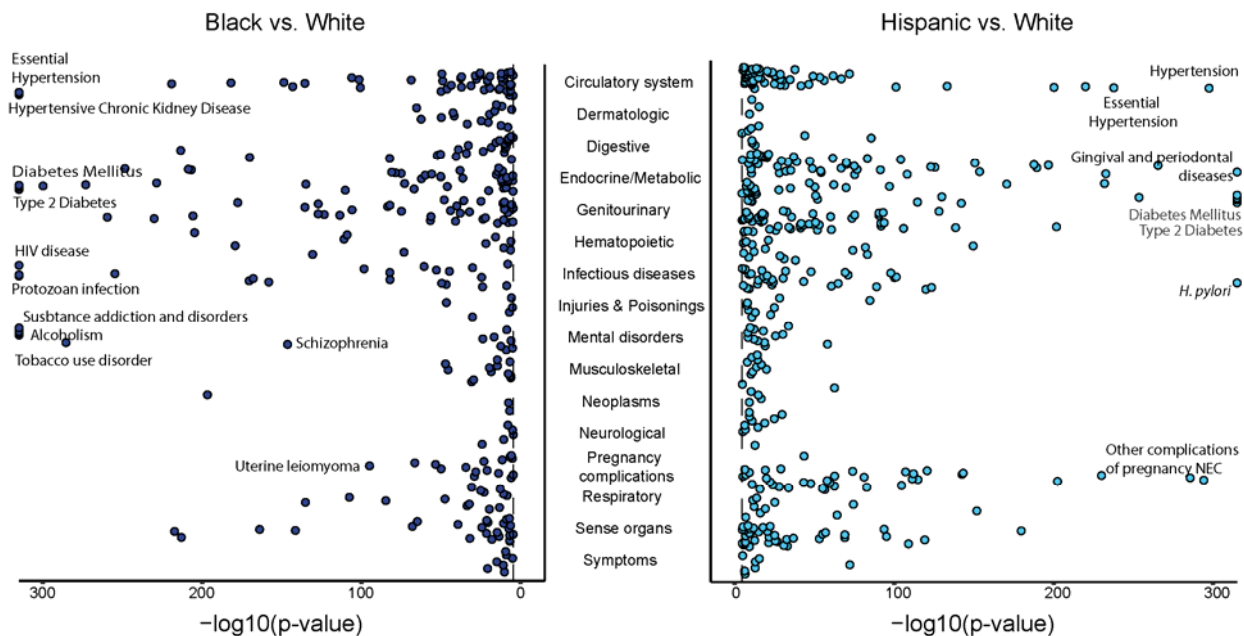 Black vs. White
Hispanic vs. White
Essential
Hypertension
Hypertensive Chronic Kidney Disease
Diabetes Mellitus
Type 2 Diabetes
HIV disease
Protozoan infection
Susbtance addiction and disorders
Alcoholism
Schizophrenia
Tobacco use disorder
Uterine leiomyoma
300
200
100
0
−log10(p-value)
Circulatory system
Dermatologic
Digestive
Endocrine/Metabolic
Genitourinary
Hematopoietic
Infectious diseases
Injuries & Poisonings
Mental disorders
Musculoskeletal
Neoplasms
Neurological
Pregnancy
complications
Respiratory
Sense organs
Symptoms
Hypertension
Essential
Hypertension
Gingival and periodontal
diseases
Diabetes Mellitus
Type 2 Diabetes
H. pylori
Other complications
of pregnancy NEC
0
100
200
300
−log10(p-value)